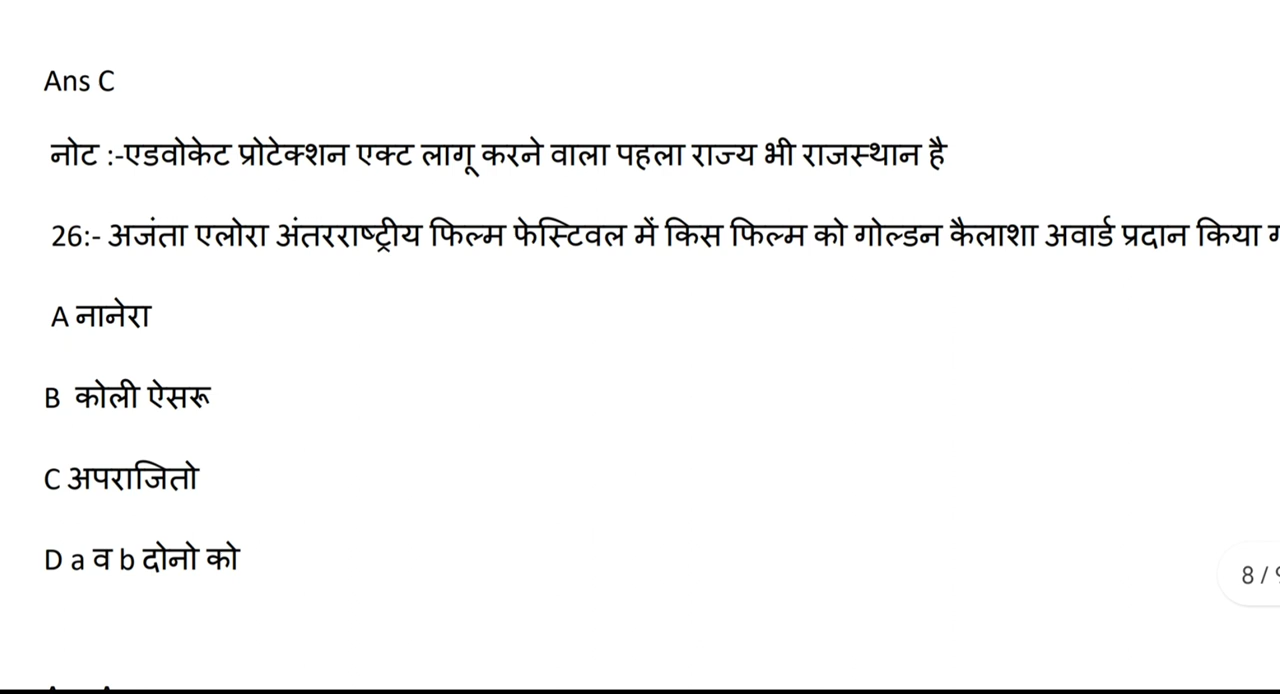 Ans C
नोट :-एडवोकेट प्रोटेक्शन एक्ट लागू करने वाला पहला राज्य भी राजस्थान है
26:- अजंता एलोरा अंतरराष्ट्रीय फिल्म फेस्टिवल में किस फिल्म को गोल्डन कैलाशा अवार्ड प्रदान किया
A नानेरा
B कोली ऐसरू
C अपराजितो
D a व b दोनो को
8 /